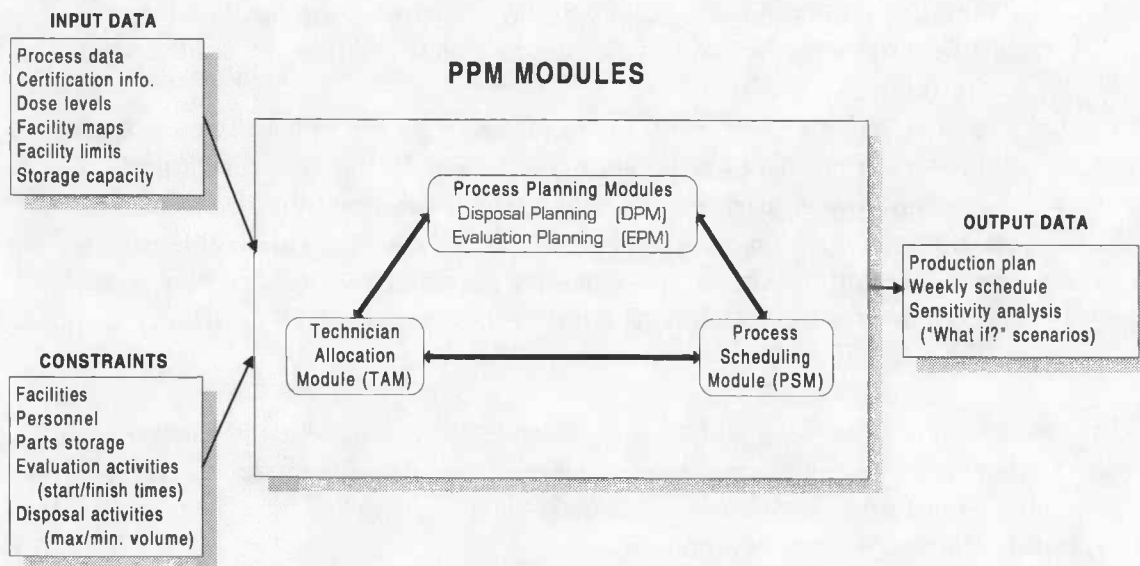 INPUT DATA
Process data
Certification info.
Dose levels
Facility maps
Facility limits
Storage capacity
PPM MODULES
Process Planning Modules
Disposal Planning (DPM)
Evaluation Planning (EPM)
Technician
Allocation
Module (TAM)
Process
Scheduling
Module (PSM)
OUTPUT DATA
Production plan
Weekly schedule
Sensitivity analysis
("What if?" scenarios)
CONSTRAINTS
Facilities
Personnel
Parts storage
Evaluation activities
(start/finish times)
Disposal activities
(max/min. volume)